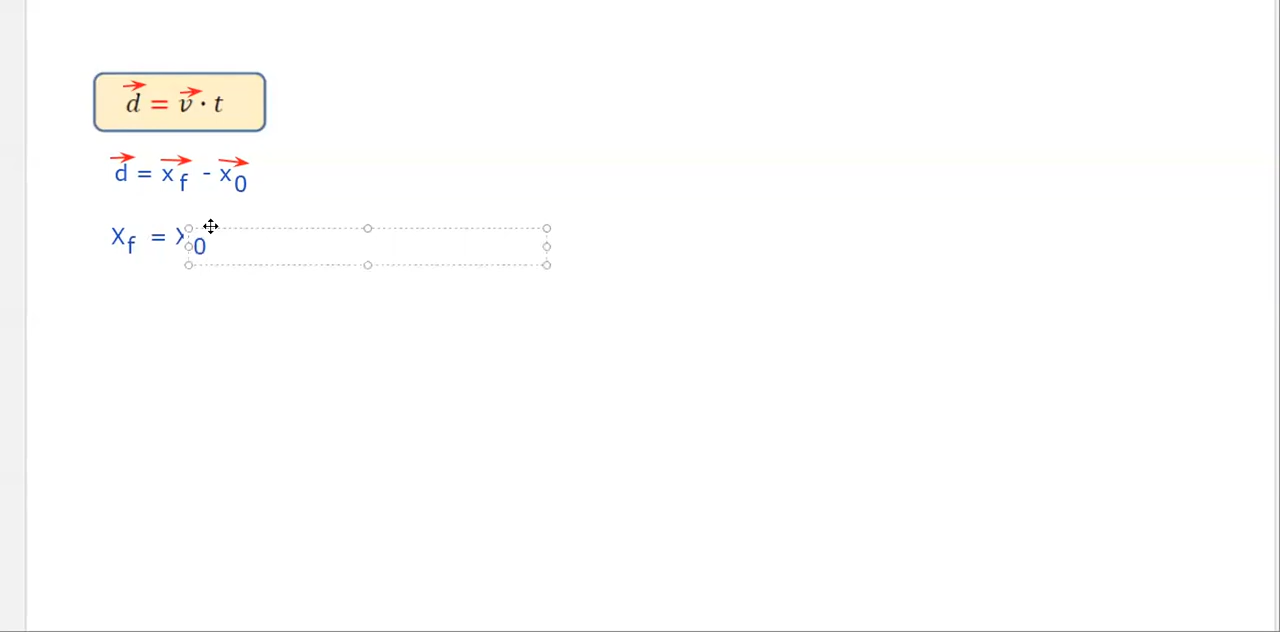 d = v · t
d = xf - x0
xf = x0